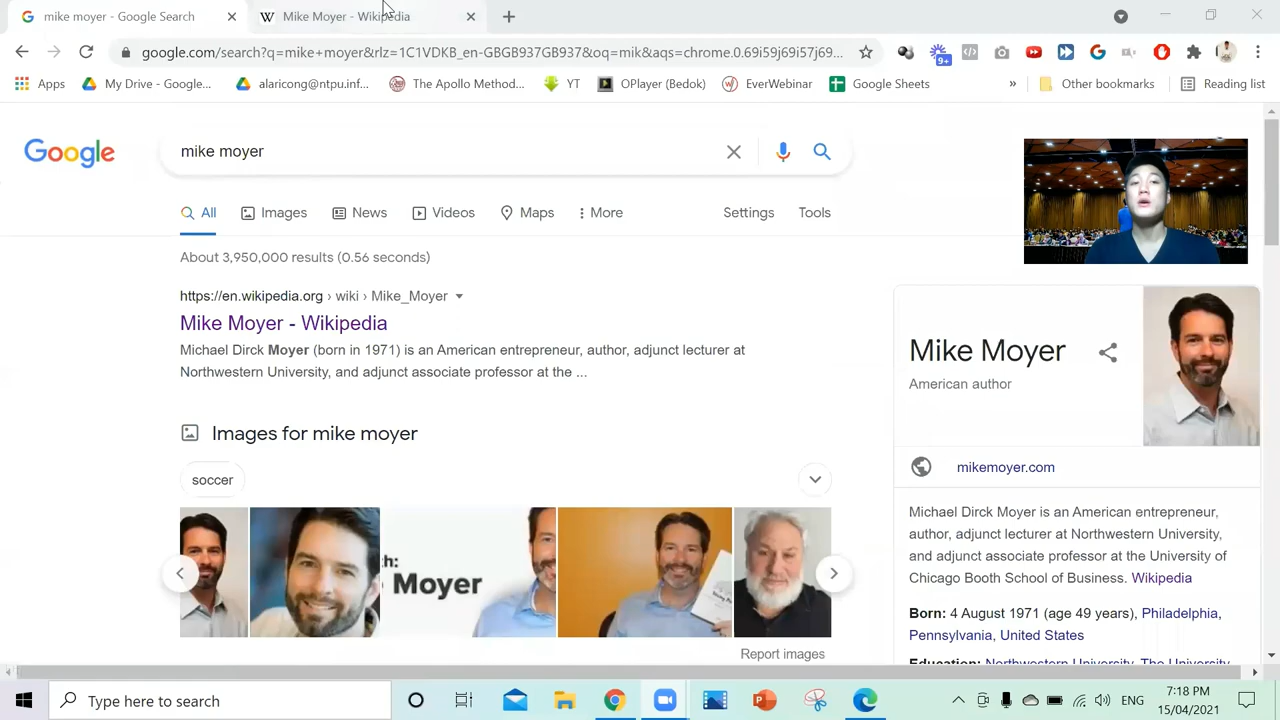 mike moyer - Google Search
Mike Moyer - Wikipedia
google.com/search?q=mike+moyer&rlz=1C1VDKB_en-GBGB937GB937&oq=mik&aqs=chrome.0.69i59j69i57j69...
9+
Apps
My Drive - Google...
alaricong@ntpu.inf...
The Apollo Method...
YT
OPlayer (Bedok)
EverWebinar
Google Sheets
»
Other bookmarks
Reading list
Google
mike moyer
All
Images
News
Videos
Maps
More
Settings
Tools
About 3,950,000 results (0.56 seconds)
https://en.wikipedia.org › wiki › Mike_Moyer
Mike Moyer - Wikipedia
Michael Dirck Moyer (born in 1971) is an American entrepreneur, author, adjunct lecturer at
Northwestern University, and adjunct associate professor at the ...
Images for mike moyer
soccer
h:
Moyer
Report images
Mike Moyer
American author
mikemoyer.com
Michael Dirck Moyer is an American entrepreneur,
author, adjunct lecturer at Northwestern University,
and adjunct associate professor at the University of
Chicago Booth School of Business. Wikipedia
Born: 4 August 1971 (age 49 years), Philadelphia,
Pennsylvania, United States
Education: Northwestern University, The University
Type here to search
ENG
7:18 PM
15/04/2021